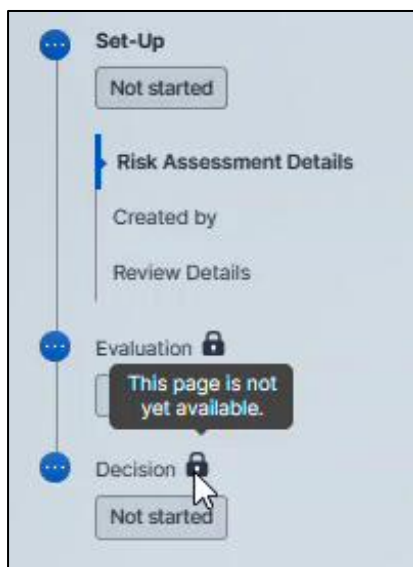 Set-Up
Not started
Risk Assessment Details
Created by
Review Details
Evaluation
This page is not
yet available.
Decision
Not started